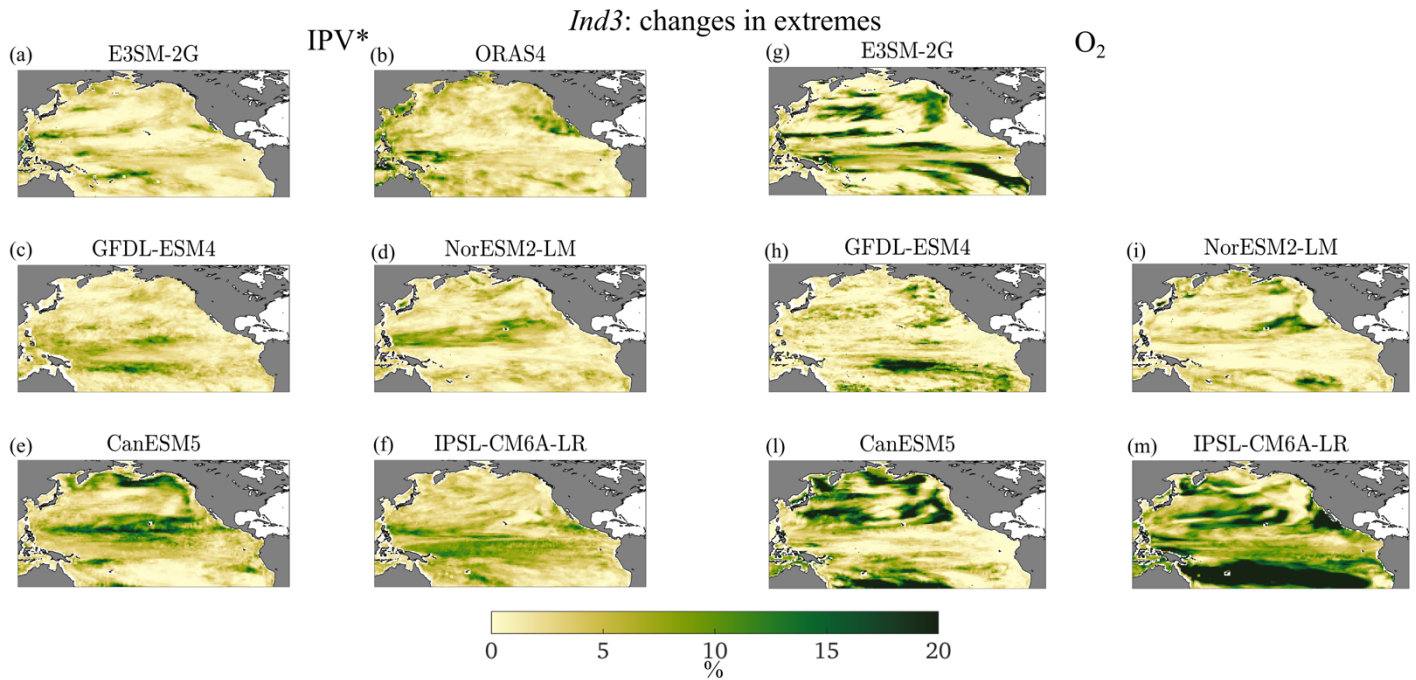 Ind3: changes in extremes
IPV*
O2
(a) E3SM-2G
(b) ORAS4
(g) E3SM-2G
(c) GFDL-ESM4
(d) NorESM2-LM
(h) GFDL-ESM4
(i) NorESM2-LM
(e) CanESM5
(f) IPSL-CM6A-LR
(l) CanESM5
(m) IPSL-CM6A-LR
0 5 10 15 20
%